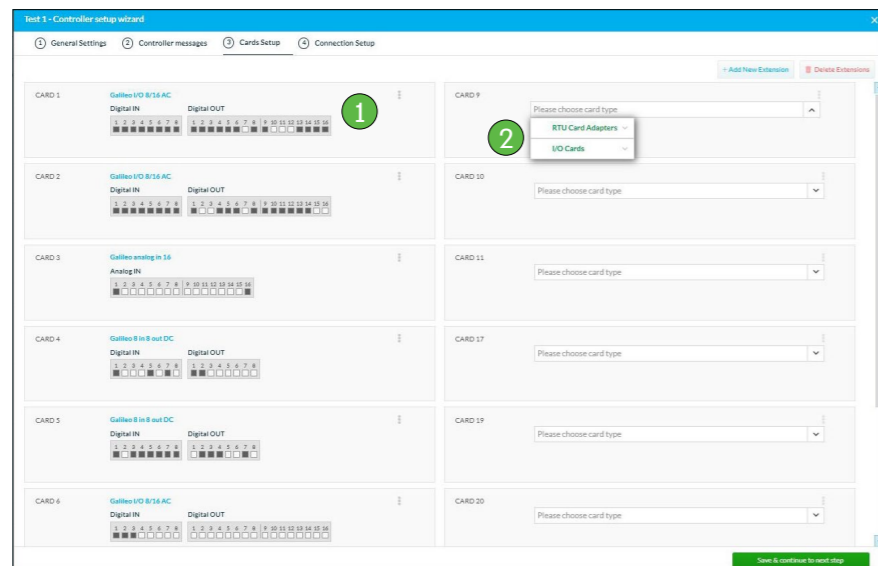 Test 1 - Controller setup wizard ×
1 General Settings 2 Controller messages 3 Cards Setup 4 Connection Setup
+ Add New Extension Delete Extensions
CARD 1 Galileo I/O 8/16 AC
Digital IN Digital OUT
1 2 3 4 5 6 7 8 1 2 3 4 5 6 7 8 9 10 11 12 13 14 15 16
1
CARD 9
Please choose card type
2
RTU Card Adapters
I/O Cards
CARD 2 Galileo I/O 8/16 AC
Digital IN Digital OUT
1 2 3 4 5 6 7 8 1 2 3 4 5 6 7 8 9 10 11 12 13 14 15 16
CARD 10
Please choose card type
CARD 3 Galileo analog in 16
Analog IN
1 2 3 4 5 6 7 8 9 10 11 12 13 14 15 16
CARD 11
Please choose card type
CARD 4 Galileo 8 in 8 out DC
Digital IN Digital OUT
1 2 3 4 5 6 7 8 1 2 3 4 5 6 7 8
CARD 17
Please choose card type
CARD 5 Galileo 8 in 8 out DC
Digital IN Digital OUT
1 2 3 4 5 6 7 8 1 2 3 4 5 6 7 8
CARD 19
Please choose card type
CARD 6 Galileo I/O 8/16 AC
Digital IN Digital OUT
1 2 3 4 5 6 7 8 1 2 3 4 5 6 7 8 9 10 11 12 13 14 15 16
CARD 20
Please choose card type
Save & continue to next step